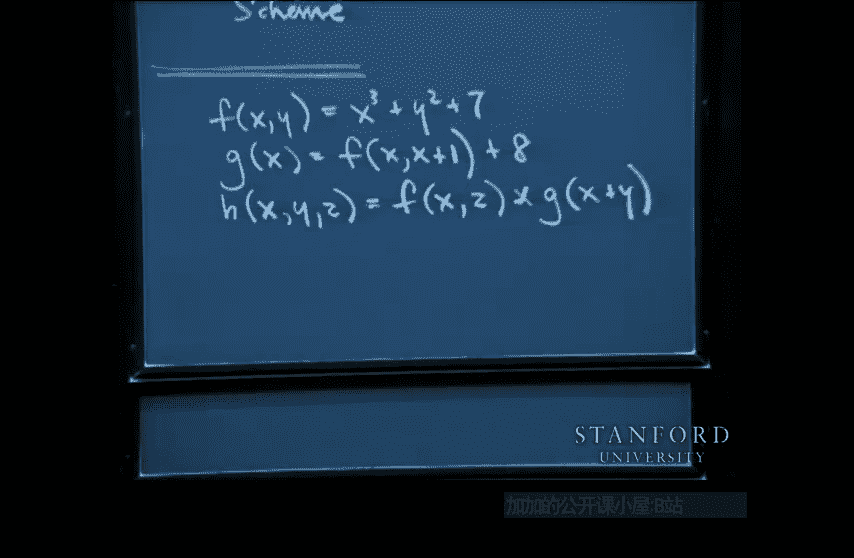 Scheme
f(x,y) = x³ + y² + 7
g(x) = f(x,x+1) + 8
h(x,y,z) = f(x,z) * g(x+y)
STANFORD
UNIVERSITY
加加的公开课小屋:B站